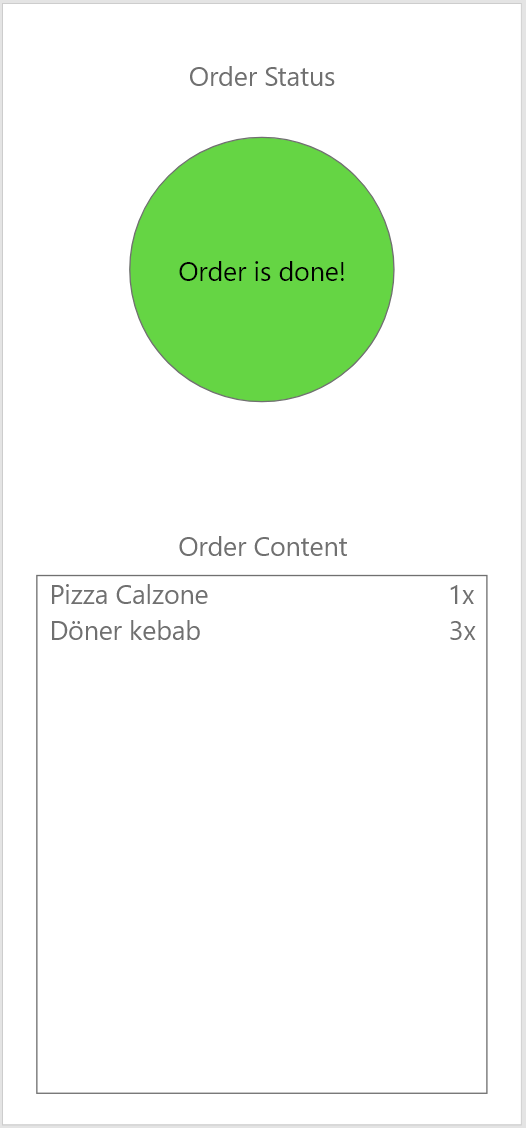 Order Status
Order is done!
Order Content
Pizza Calzone 1x
Döner kebab 3x